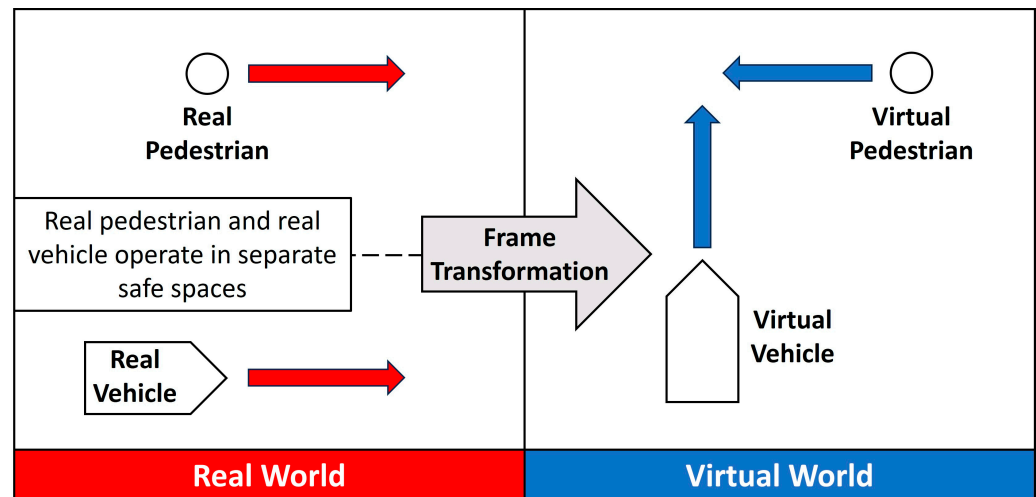 Real
Pedestrian
Real pedestrian and real
vehicle operate in separate
safe spaces
Real
Vehicle
Frame
Transformation
Virtual
Pedestrian
Virtual
Vehicle
Real World
Virtual World